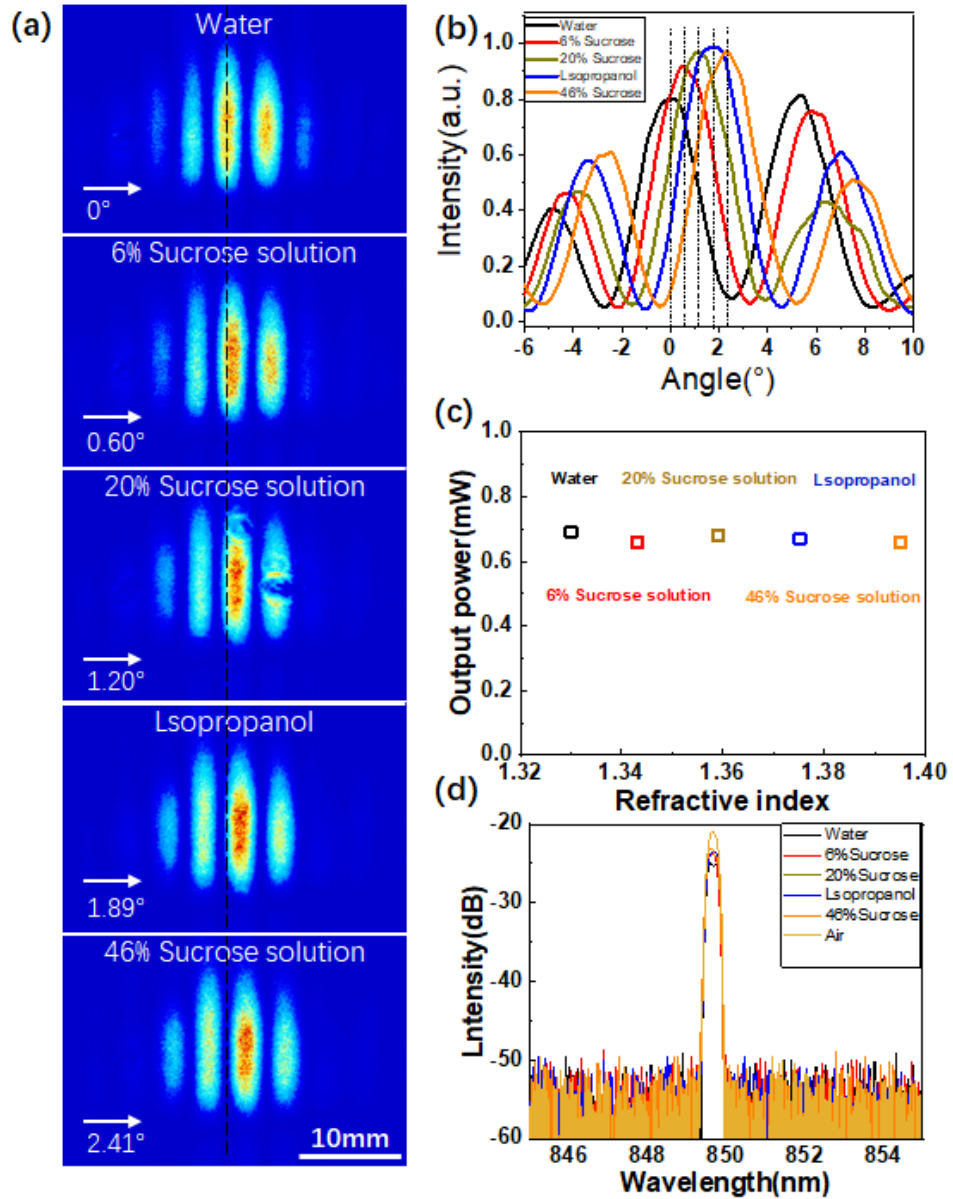 (a)
Water
0°
6% Sucrose solution
0.60°
20% Sucrose solution
1.20°
Lsopropanol
1.89°
46% Sucrose solution
2.41°
10mm
(b)
Water
6% Sucrose
20% Sucrose
Lsopropanol
46% Sucrose
Intensity(a.u.)
1.0
0.8
0.6
0.4
0.2
0.0
-6 -4 -2 0 2 4 6 8 10
Angle(°)
(c)
Output power(mW)
1.0
0.8
0.6
0.4
0.2
0.0
Water 20% Sucrose solution Lsopropanol
6% Sucrose solution 46% Sucrose solution
1.32 1.34 1.36 1.38 1.40
Refractive index
(d)
Lntensity(dB)
-20
-30
-40
-50
-60
Water
6%Sucrose
20%Sucrose
Lsopropanol
46%Sucrose
Air
846 848 850 852 854
Wavelength(nm)